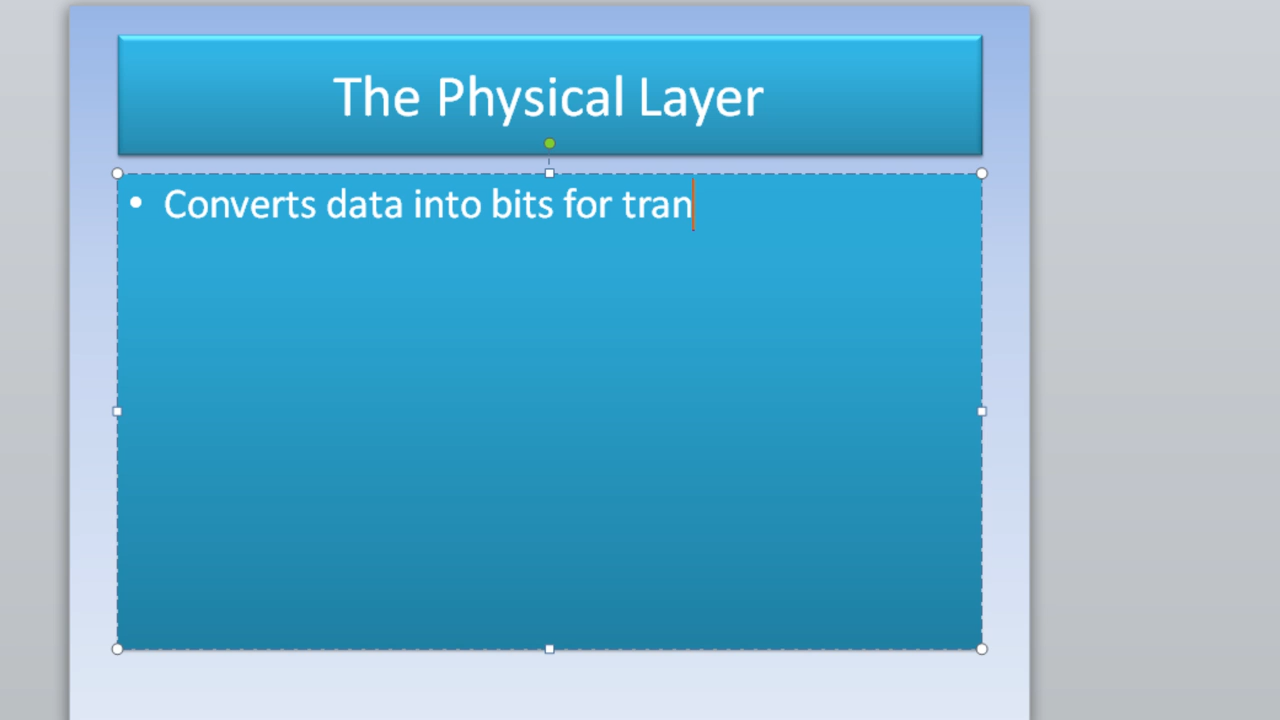 The Physical Layer
• Converts data into bits for tran